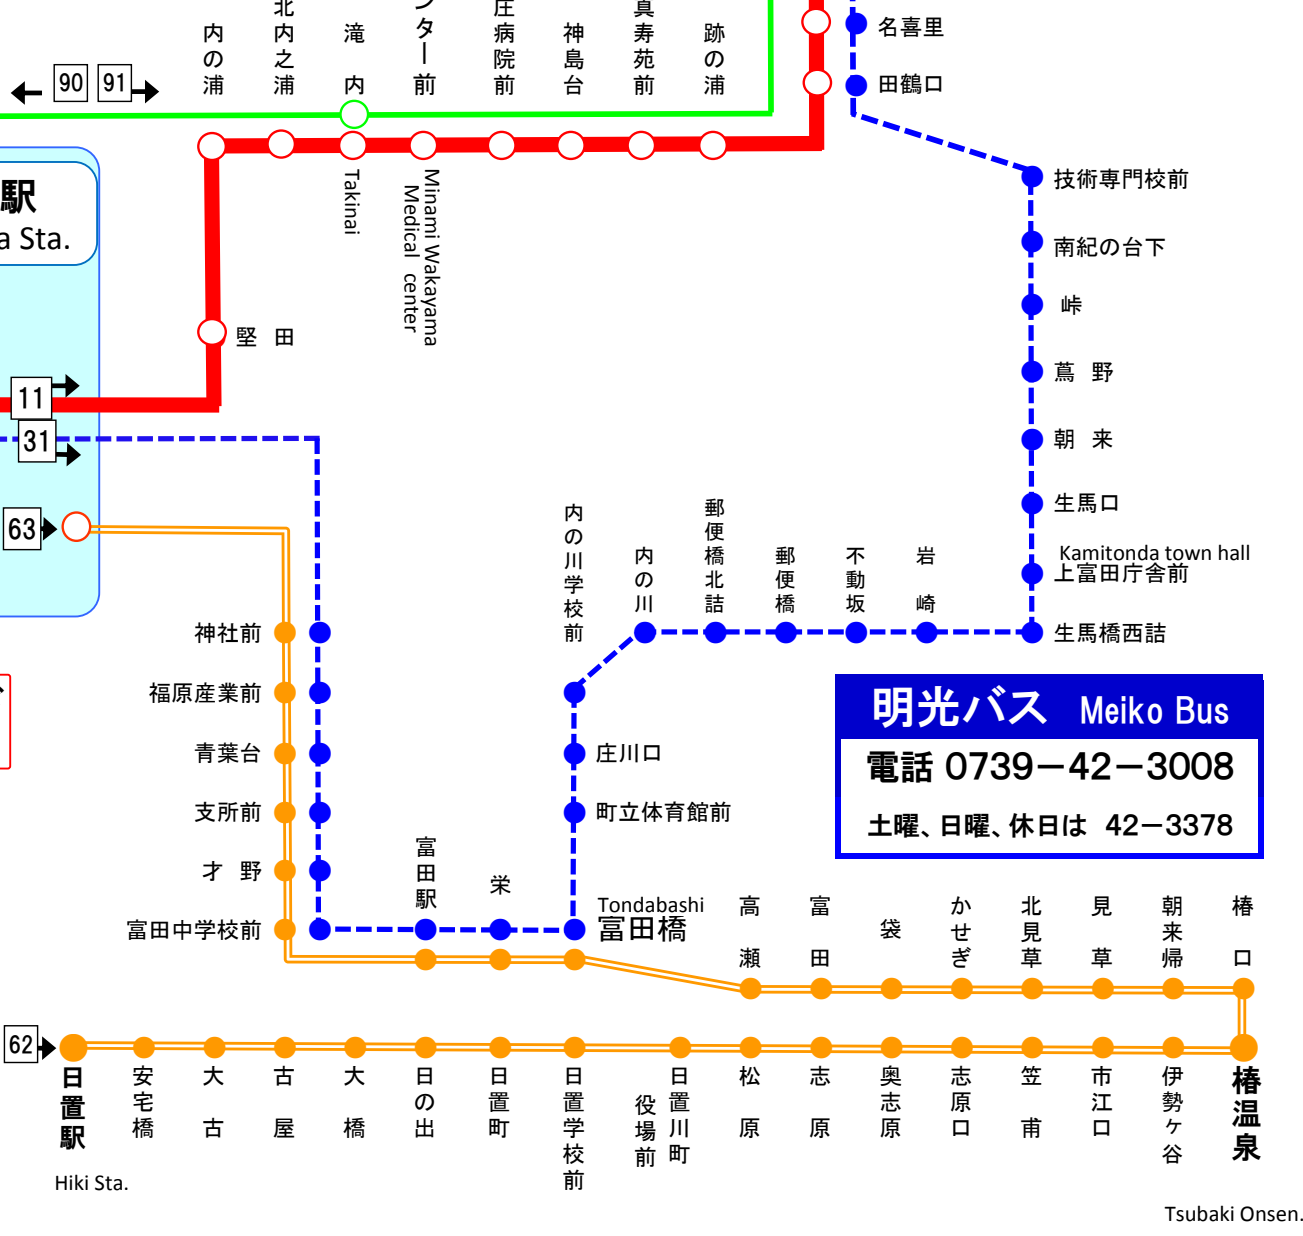 内の浦
北内之浦
滝内
ンター前
庄病院前
神島台
真寿苑前
跡の浦
名喜里
田鶴口
90
91
Takinai
Minami Wakayama
Medical center
駅
a Sta.
堅田
技術専門校前
南紀の台下
峠
蔦野
朝来
生馬口
Kamitonda town hall
上富田庁舎前
生馬橋西詰
11
31
63
内の川学校前
内の川
郵便橋北詰
郵便橋
不動坂
岩崎
神社前
福原産業前
青葉台
支所前
才野
富田中学校前
富田駅
栄
庄川口
町立体育館前
Tondabashi
富田橋
明光バス Meiko Bus
電話 0739－42－3008
土曜、日曜、休日は 42－3378
高瀬
富田
袋
かせぎ
北見草
見草
朝来帰
椿口
62
日置駅
安宅橋
大古
古屋
大橋
日の出
日置町
日置学校前
日置川町
役場前
松原
志原
奥志原
志原口
笠甫
市江口
伊勢ヶ谷
椿温泉
Hiki Sta.
Tsubaki Onsen.